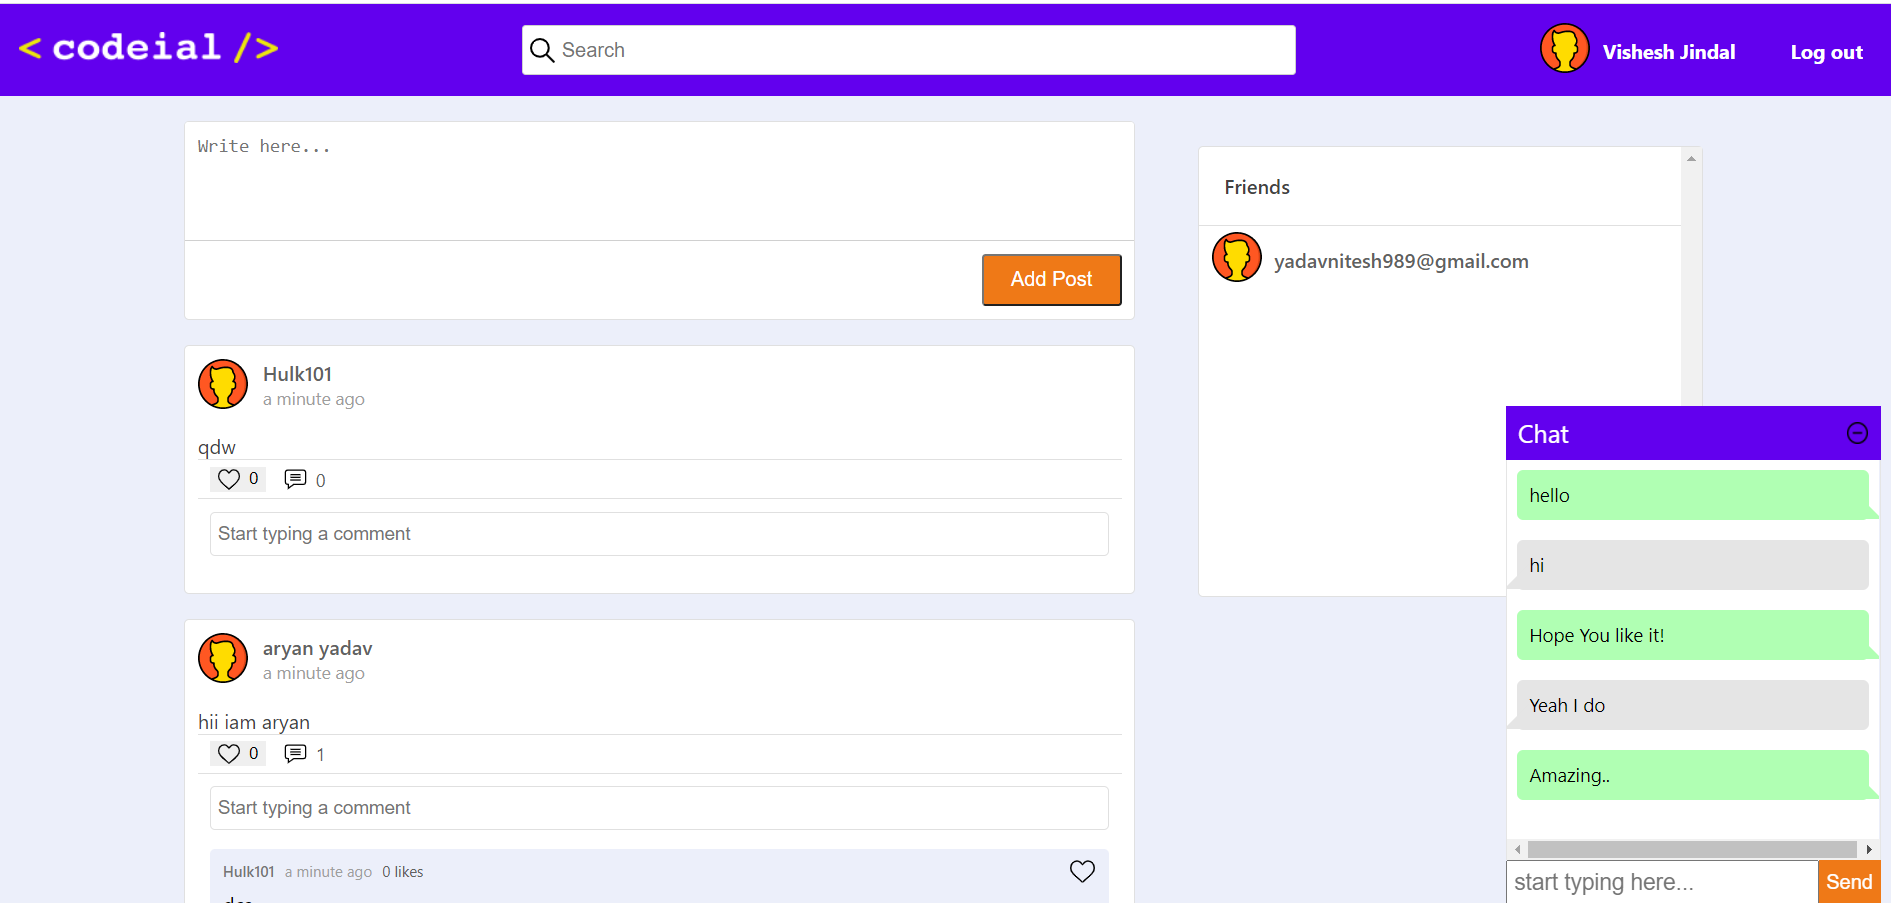 < codeial />
Search
Vishesh Jindal
Log out
Write here...
Add Post
Hulk101
a minute ago
qdw
0
0
Start typing a comment
aryan yadav
a minute ago
hii iam aryan
0
1
Start typing a comment
Hulk101 a minute ago 0 likes
Friends
yadavnitesh989@gmail.com
Chat
hello
hi
Hope You like it!
Yeah I do
Amazing..
start typing here...
Send